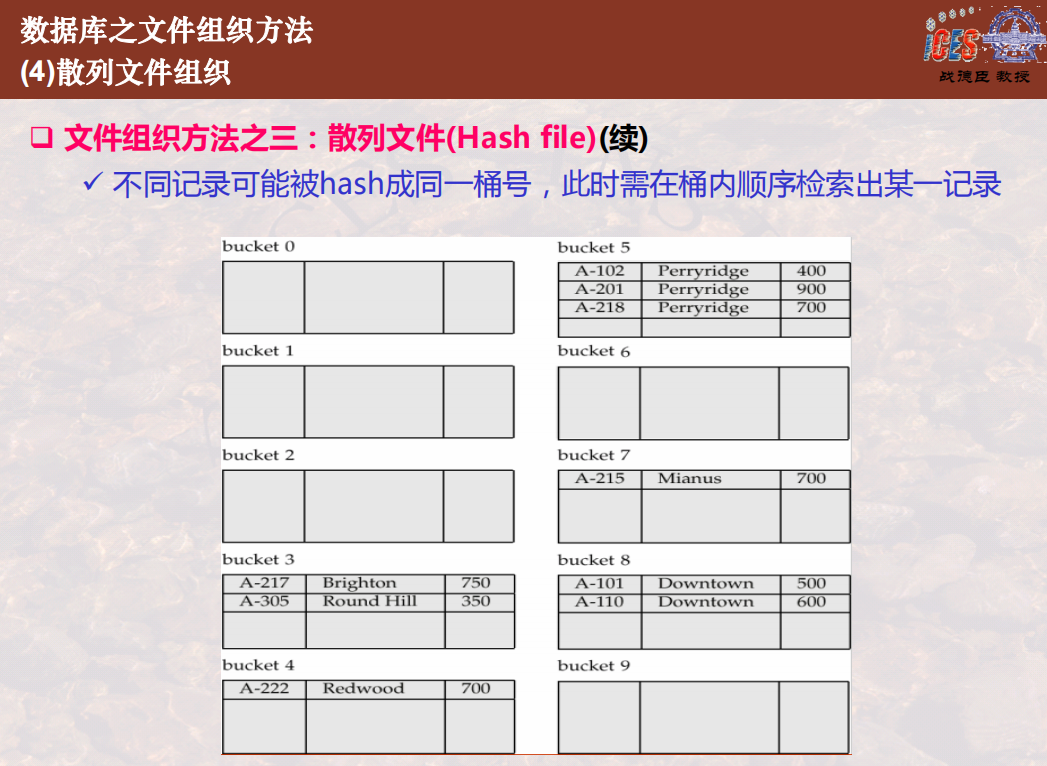 数据库之文件组织方法
(4)散列文件组织
iCES
战德臣 教授
文件组织方法之三：散列文件(Hash file)(续)
不同记录可能被hash成同一桶号，此时需在桶内顺序检索出某一记录
bucket 0
bucket 1
bucket 2
bucket 3
A-217 Brighton 750
A-305 Round Hill 350
bucket 4
A-222 Redwood 700
bucket 5
A-102 Perryridge 400
A-201 Perryridge 900
A-218 Perryridge 700
bucket 6
bucket 7
A-215 Mianus 700
bucket 8
A-101 Downtown 500
A-110 Downtown 600
bucket 9